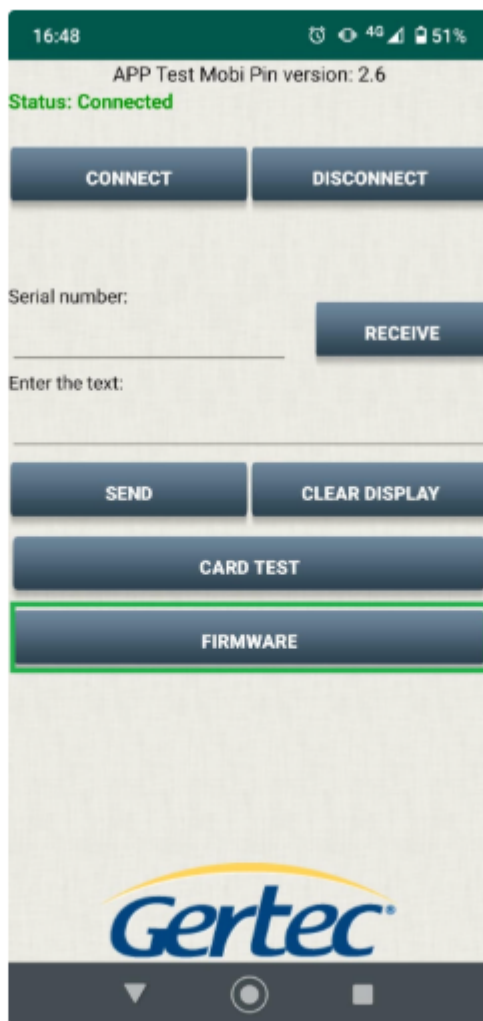 16:48 4G 51%
APP Test Mobi Pin version: 2.6
Status: Connected
CONNECT DISCONNECT
Serial number:
RECEIVE
Enter the text:
SEND CLEAR DISPLAY
CARD TEST
FIRMWARE
Gertec